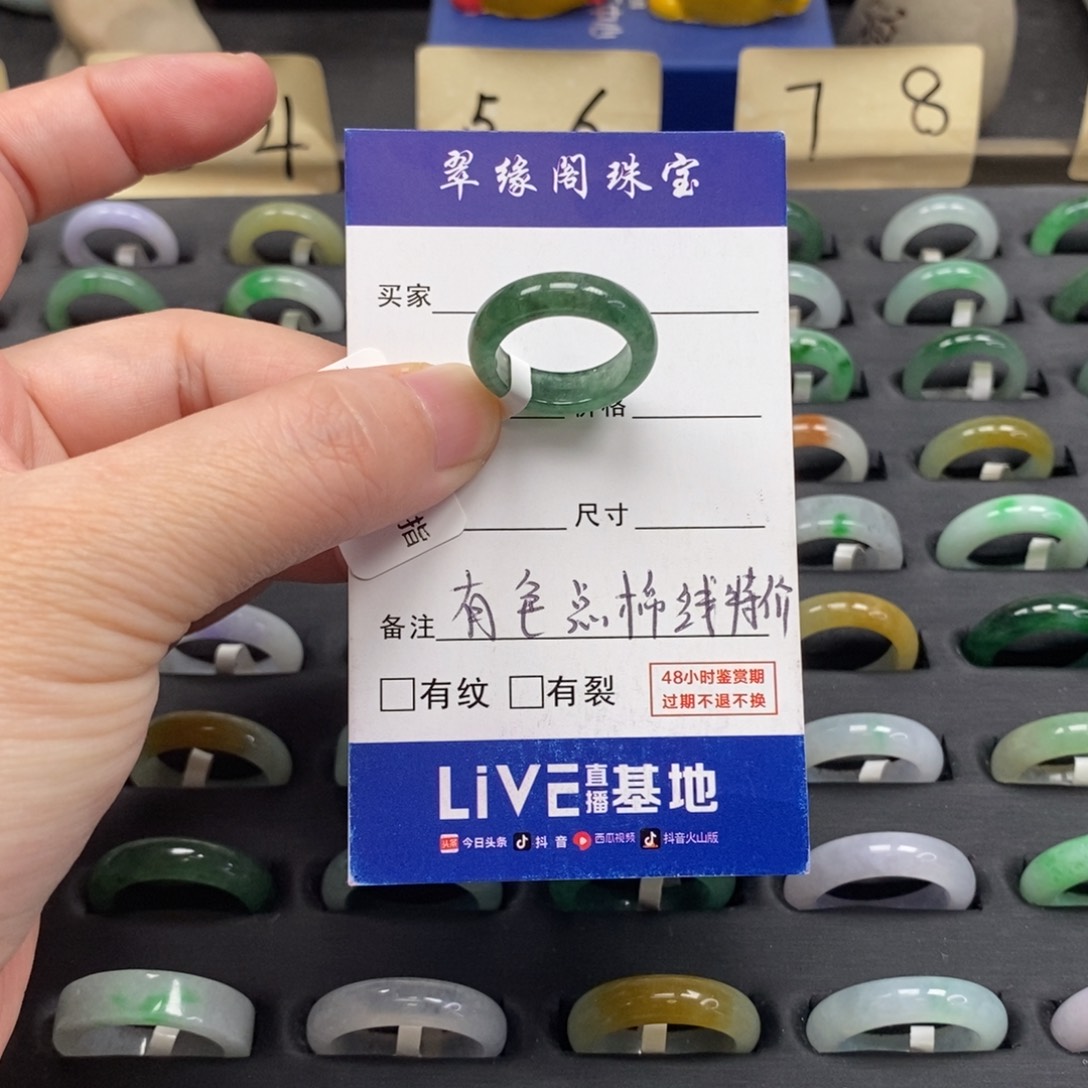 4
5 6
7 8
翠缘阁珠宝
买家
价格
指
尺寸
备注 有色点棉线特价
□有纹 □有裂
48小时鉴赏期
过期不退不换
LiVE直播基地
头条 今日头条 抖音 西瓜视频 抖音火山版